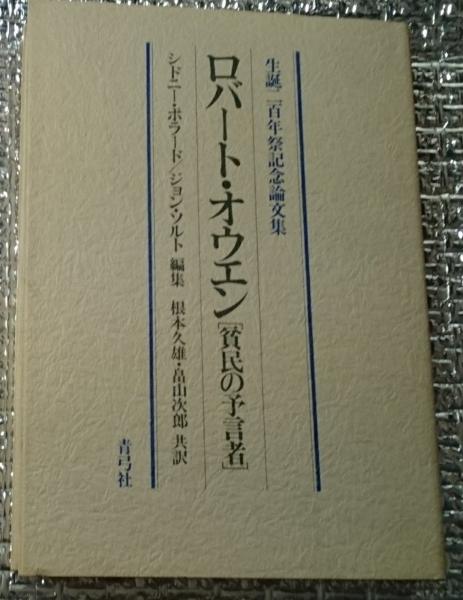 生誕二百年祭記念論文集
ロバート・オウエン［貧民の予言者］
シドニー・ポラード／ジョン・ソルト 編集 根本久雄・畠山次郎 共訳
青弓社